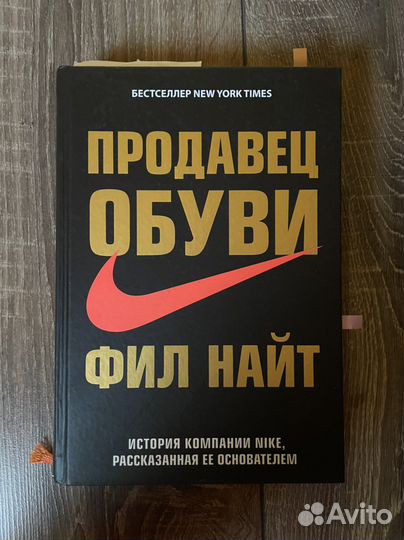 БЕСТСЕЛЛЕР NEW YORK TIMES
ПРОДАВЕЦ
ОБУВИ
ФИЛ НАЙТ
ИСТОРИЯ КОМПАНИИ NIKE,
РАССКАЗАННАЯ ЕЕ ОСНОВАТЕЛЕМ
Avito